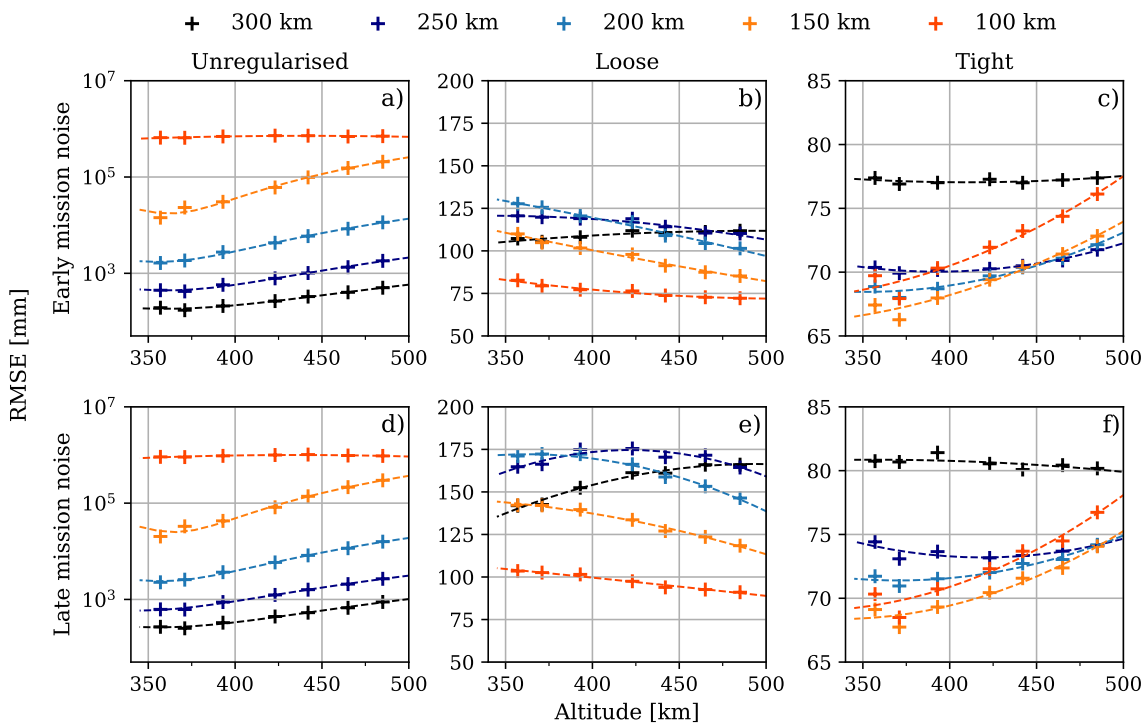 300 km 250 km 200 km 150 km 100 km
Unregularised Loose Tight
RMSE [mm]
Early mission noise
a)
10^7
10^5
10^3
350 400 450 500
b)
200
175
150
125
100
75
50
350 400 450 500
c)
85
80
75
70
65
350 400 450 500
Late mission noise
d)
10^7
10^5
10^3
350 400 450 500
e)
200
175
150
125
100
75
50
350 400 450 500
f)
85
80
75
70
65
350 400 450 500
Altitude [km]